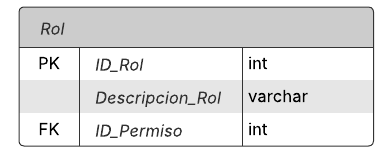 Rol
PK ID_Rol int
Descripcion_Rol varchar
FK ID_Permiso int